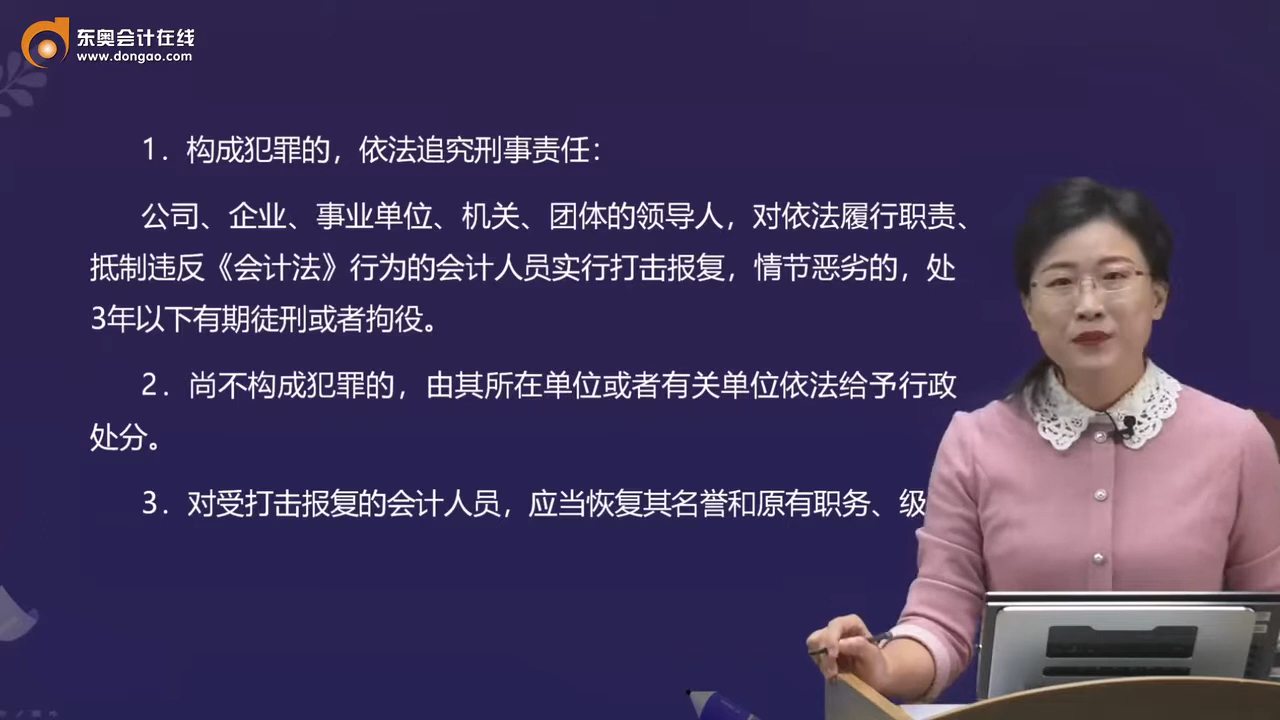 东奥会计在线
www.dongao.com
1．构成犯罪的，依法追究刑事责任：
公司、企业、事业单位、机关、团体的领导人，对依法履行职责、
抵制违反《会计法》行为的会计人员实行打击报复，情节恶劣的，处
3年以下有期徒刑或者拘役。
2．尚不构成犯罪的，由其所在单位或者有关单位依法给予行政
处分。
3．对受打击报复的会计人员，应当恢复其名誉和原有职务、级